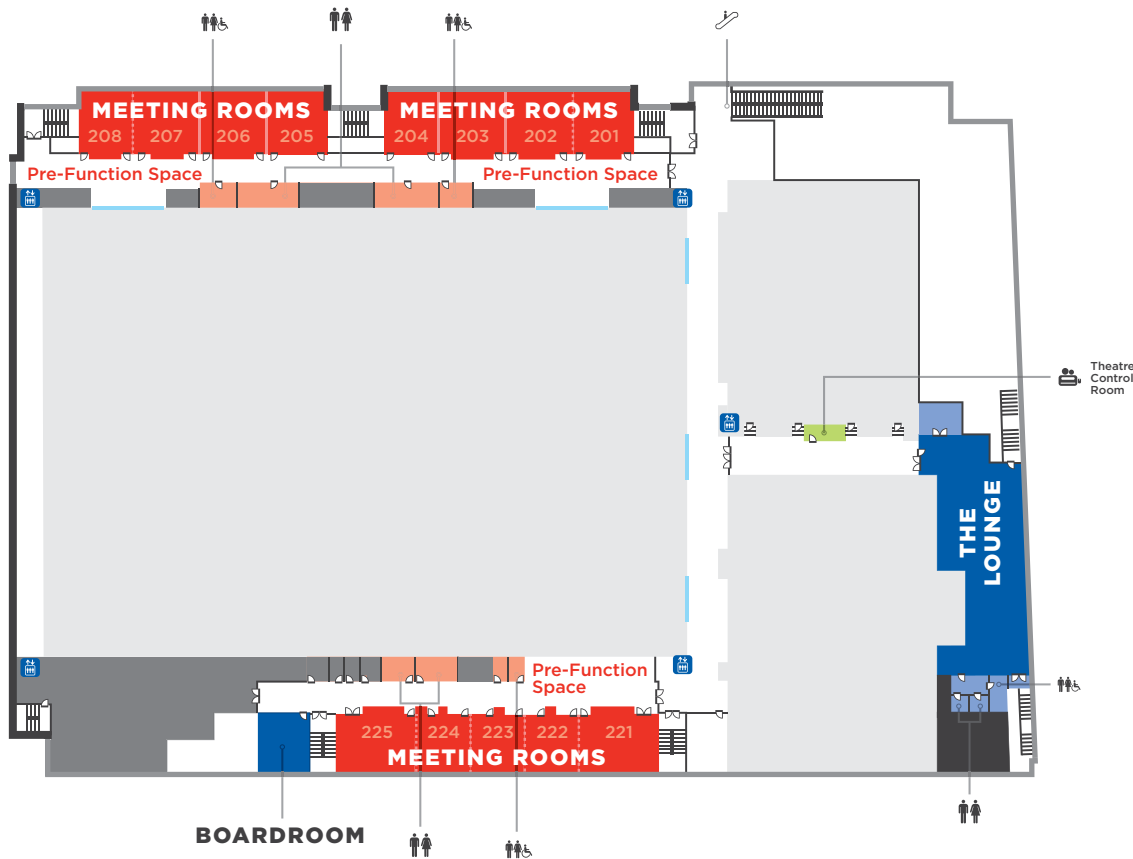 MEETING ROOMS
208 207 206 205
MEETING ROOMS
204 203 202 201
Pre-Function Space
Pre-Function Space
Theatre
Control
Room
THE
LOUNGE
Pre-Function
Space
225 224 223 222 221
MEETING ROOMS
BOARDROOM